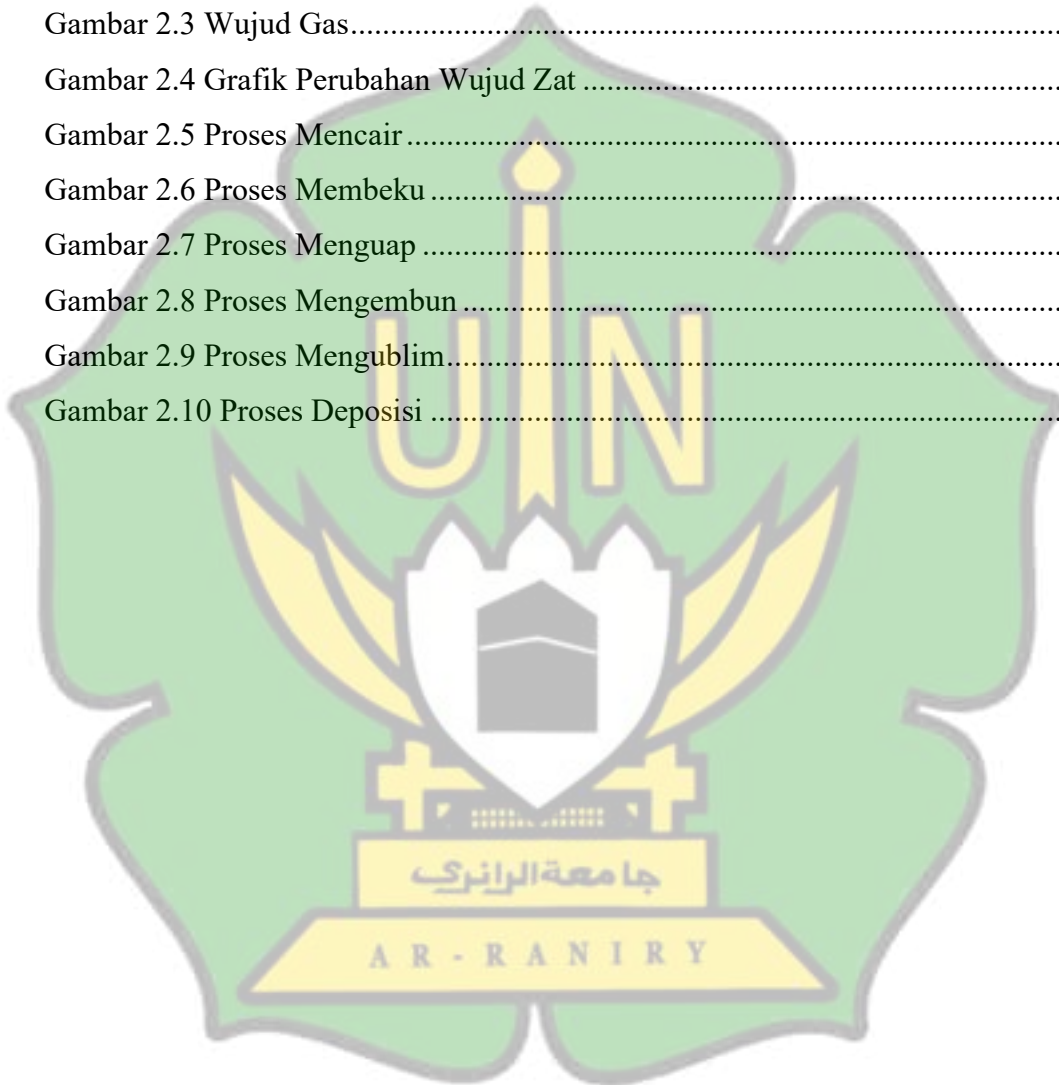 Gambar 2.3 Wujud Gas....................................................................................
Gambar 2.4 Grafik Perubahan Wujud Zat ........................................................
Gambar 2.5 Proses Mencair..............................................................................
Gambar 2.6 Proses Membeku ...........................................................................
Gambar 2.7 Proses Menguap ............................................................................
Gambar 2.8 Proses Mengembun .......................................................................
Gambar 2.9 Proses Mengublim.........................................................................
Gambar 2.10 Proses Deposisi ...........................................................................
UIN
جامعة الرانري
AR-RANIRY